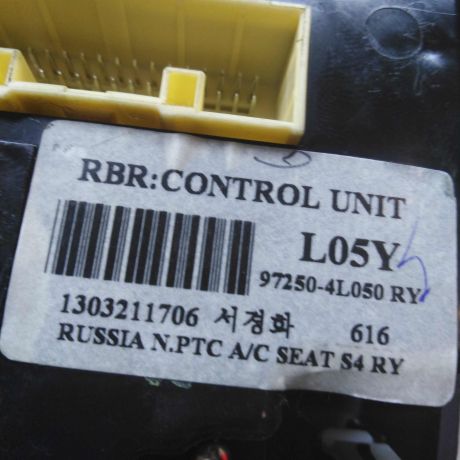 RBR:CONTROL UNIT
L05Y
97250-4L050 RY
1303211706 서경화 616
RUSSIA N.PTC A/C SEAT S4 RY